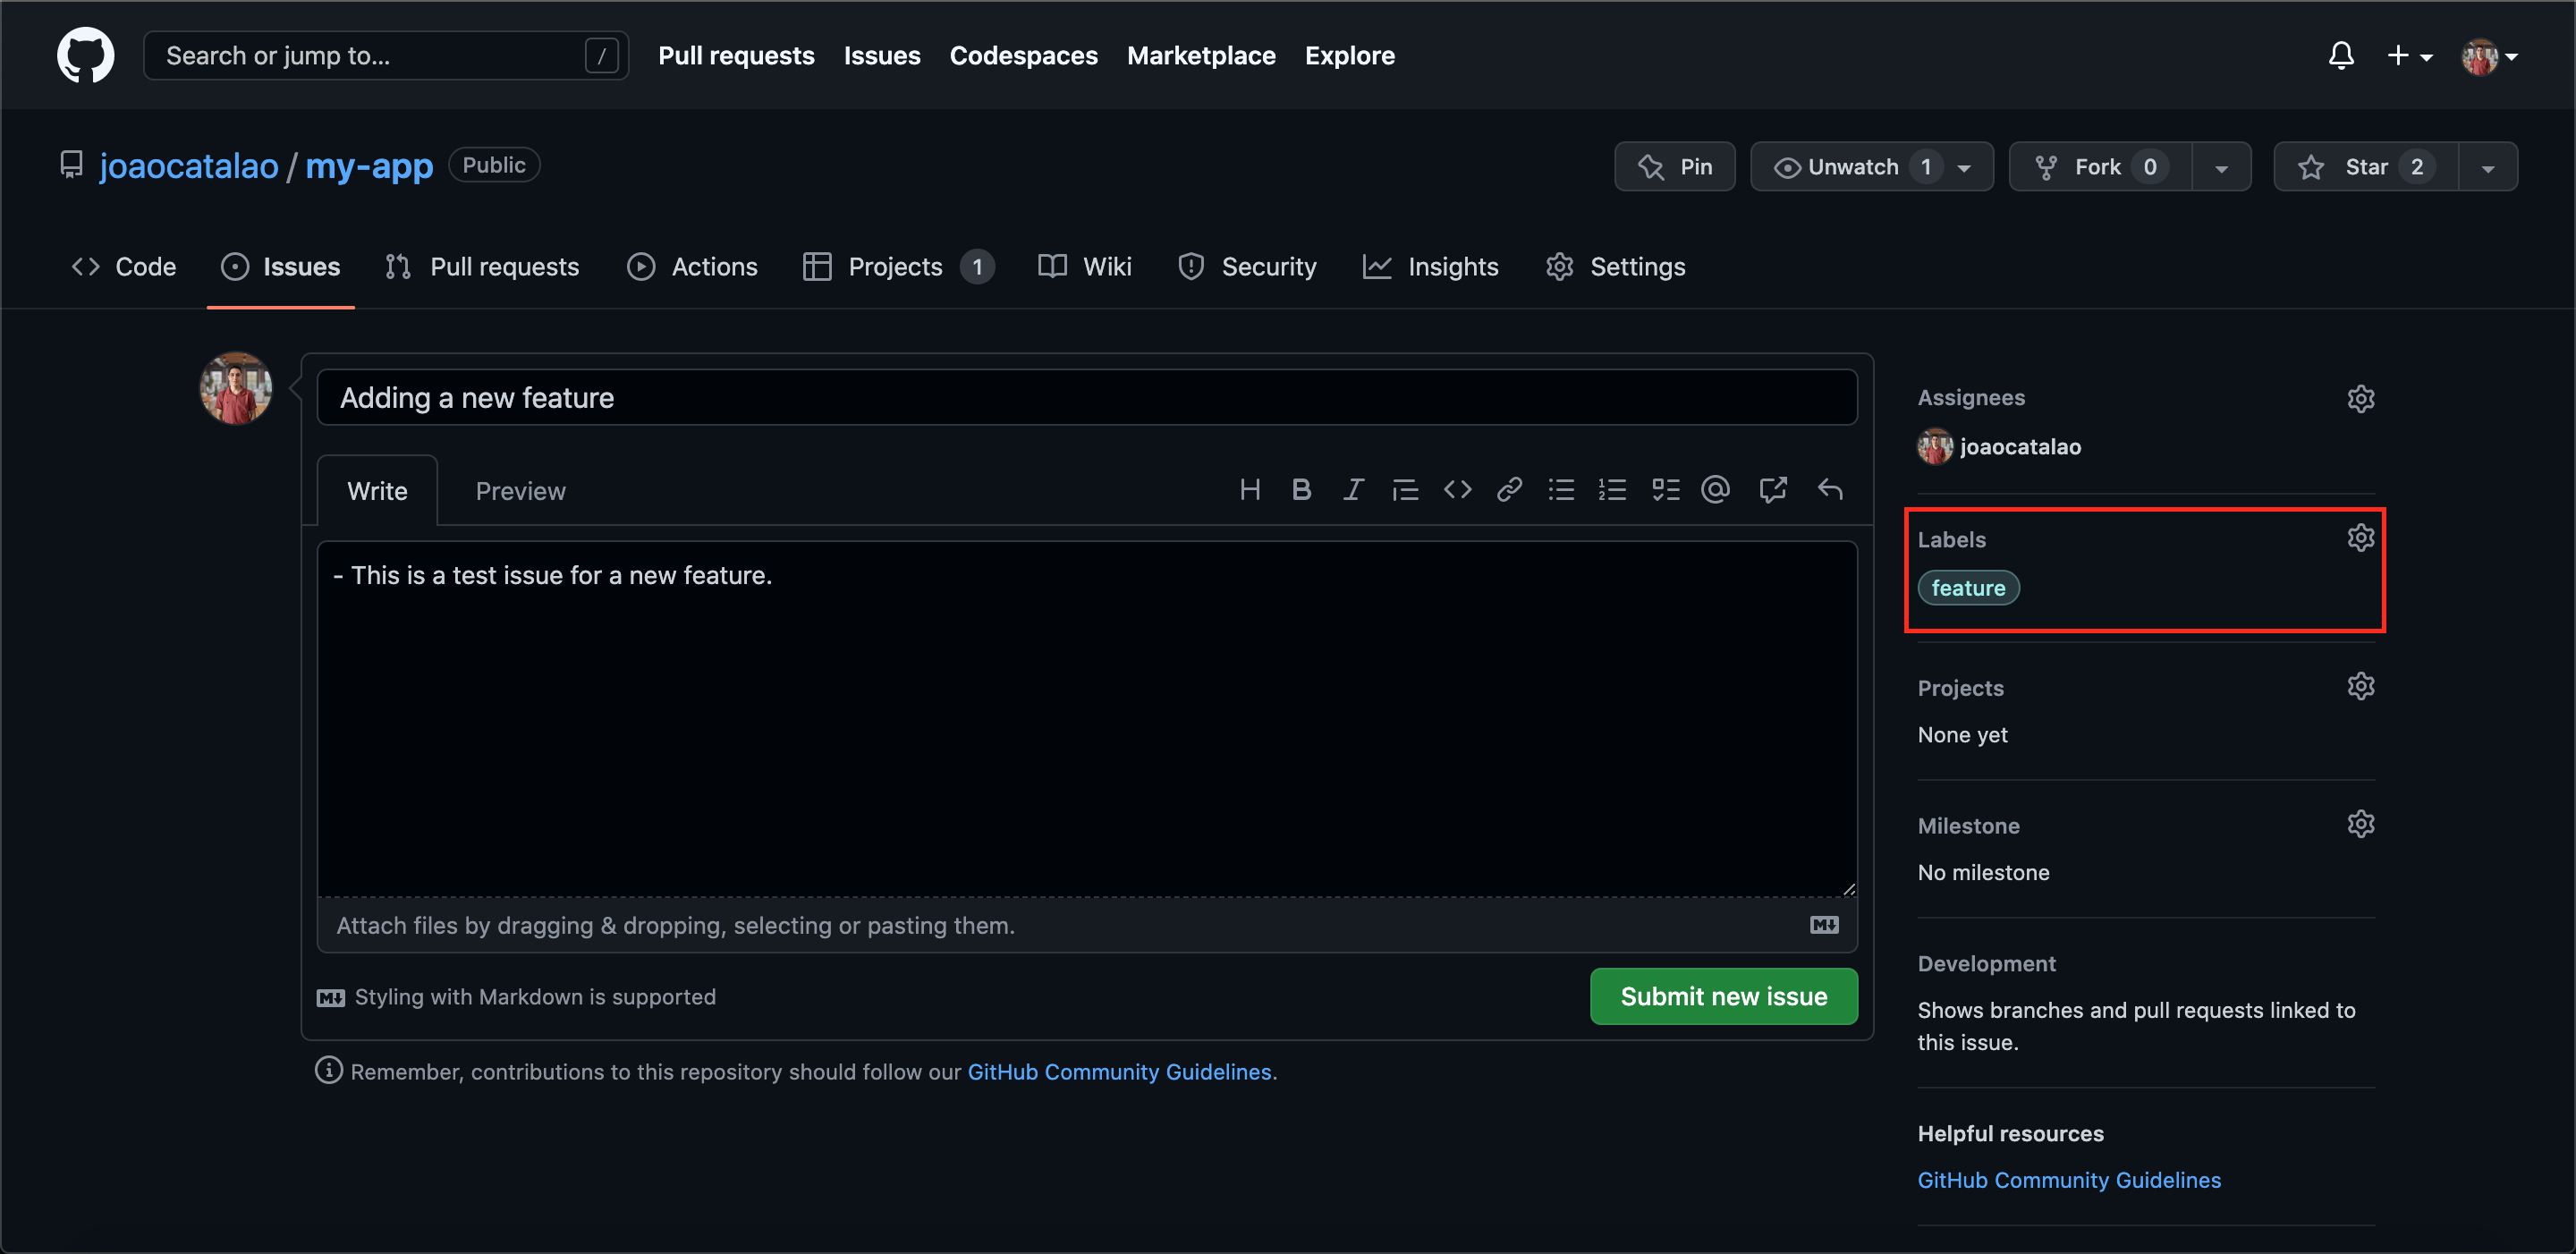 Search or jump to... /
Pull requests Issues Codespaces Marketplace Explore
joaocatalao / my-app Public
Pin Unwatch 1 Fork 0 Star 2
Code Issues Pull requests Actions Projects 1 Wiki Security Insights Settings
Adding a new feature
Write Preview
- This is a test issue for a new feature.
Attach files by dragging & dropping, selecting or pasting them.
Styling with Markdown is supported
Submit new issue
Remember, contributions to this repository should follow our GitHub Community Guidelines.
Assignees
joaocatalao
Labels
feature
Projects
None yet
Milestone
No milestone
Development
Shows branches and pull requests linked to
this issue.
Helpful resources
GitHub Community Guidelines